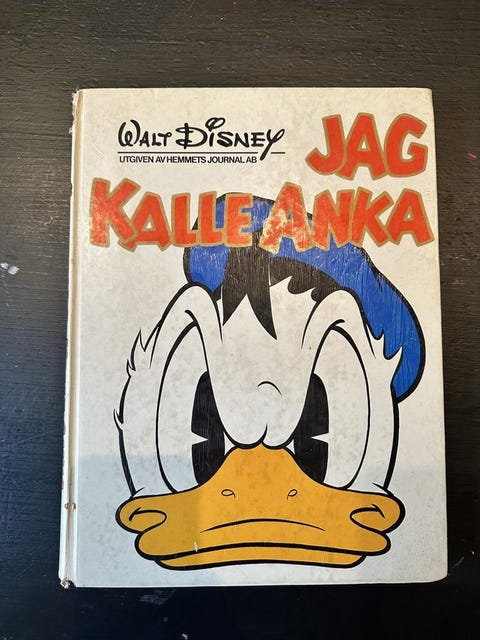 WALT DISNEY
UTGIVEN AV HEMMETS JOURNAL AB
JAG
KALLE ANKA